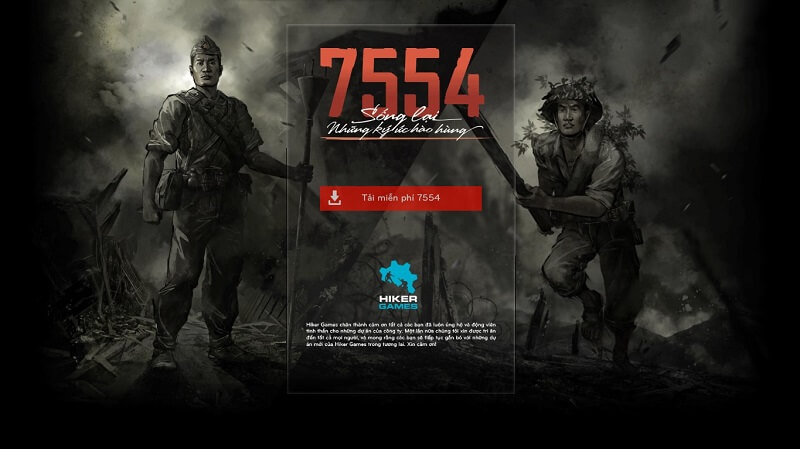 7554
Sống lại
Những ký ức hào hùng
Tải miễn phí 7554
HIKER
GAMES
Hiker Games chân thành cảm ơn tất cả các bạn đã luôn ủng hộ và động viên
tinh thần cho những dự án của công ty. Một lần nữa chúng tôi xin được tri ân
đến tất cả mọi người, và mong rằng các bạn sẽ tiếp tục gắn bó với những dự
án mới của Hiker Games trong tương lai. Xin cảm ơn!